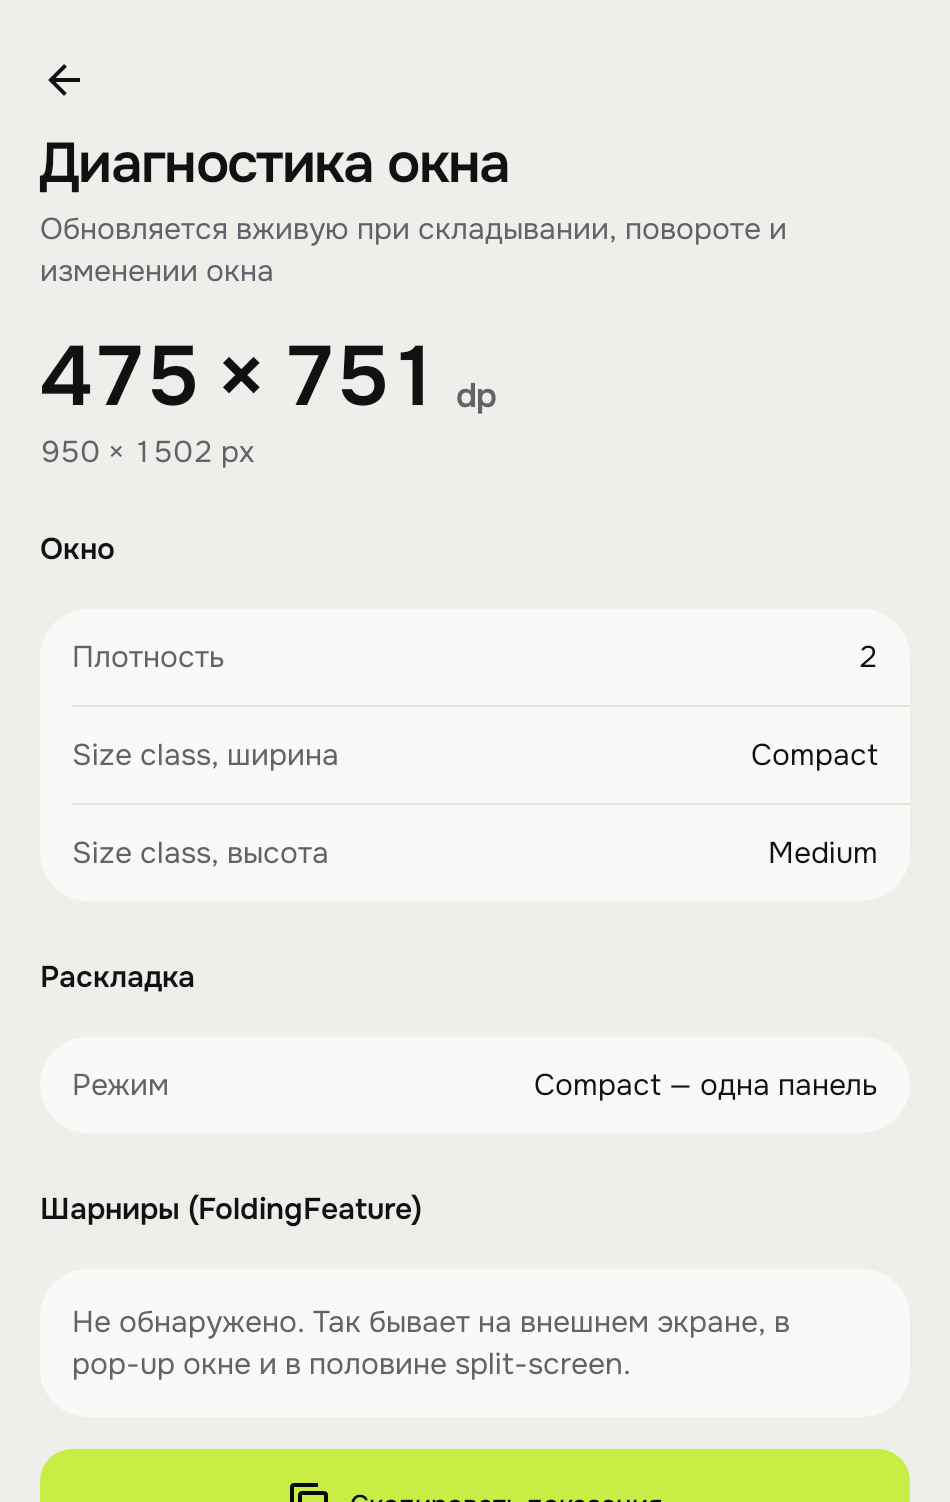 Диагностика окна
Обновляется вживую при складывании, повороте и
изменении окна
475 × 751 dp
950 × 1502 px
Окно
Плотность 2
Size class, ширина Compact
Size class, высота Medium
Раскладка
Режим Compact — одна панель
Шарниры (FoldingFeature)
Не обнаружено. Так бывает на внешнем экране, в
pop-up окне и в половине split-screen.
Скопировать показания